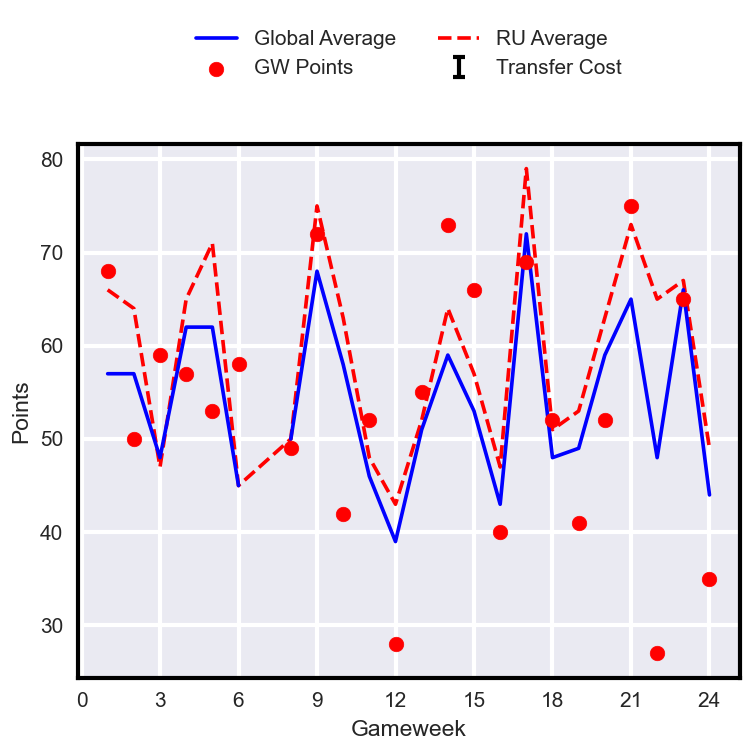 Global Average
RU Average
GW Points
Transfer Cost
80
70
60
50
40
30
Points
0 3 6 9 12 15 18 21 24
Gameweek